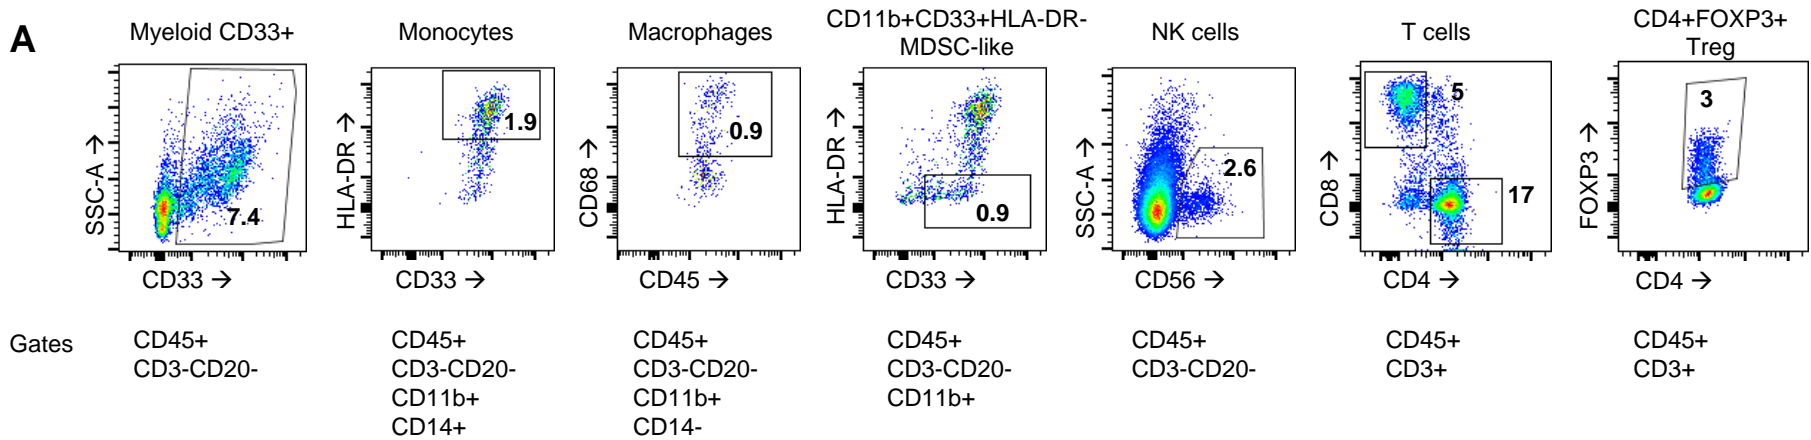 A
Myeloid CD33+
Monocytes
Macrophages
CD11b+CD33+HLA-DR-
MDSC-like
NK cells
T cells
CD4+FOXP3+
Treg
SSC-A →
7.4
CD33 →
HLA-DR →
1.9
CD33 →
CD68 →
0.9
CD45 →
HLA-DR →
0.9
CD33 →
SSC-A →
2.6
CD56 →
CD8 →
5
17
CD4 →
FOXP3 →
3
CD4 →
Gates
CD45+
CD3-CD20-
CD45+
CD3-CD20-
CD11b+
CD14+
CD45+
CD3-CD20-
CD11b+
CD14-
CD45+
CD3-CD20-
CD11b+
CD45+
CD3-CD20-
CD45+
CD3+
CD45+
CD3+